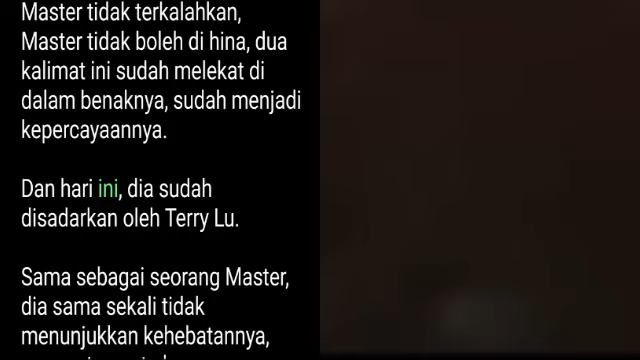 Master tidak terkalahkan,
Master tidak boleh di hina, dua
kalimat ini sudah melekat di
dalam benaknya, sudah menjadi
kepercayaannya.
Dan hari ini, dia sudah
disadarkan oleh Terry Lu.
Sama sebagai seorang Master,
dia sama sekali tidak
menunjukkan kehebatannya,